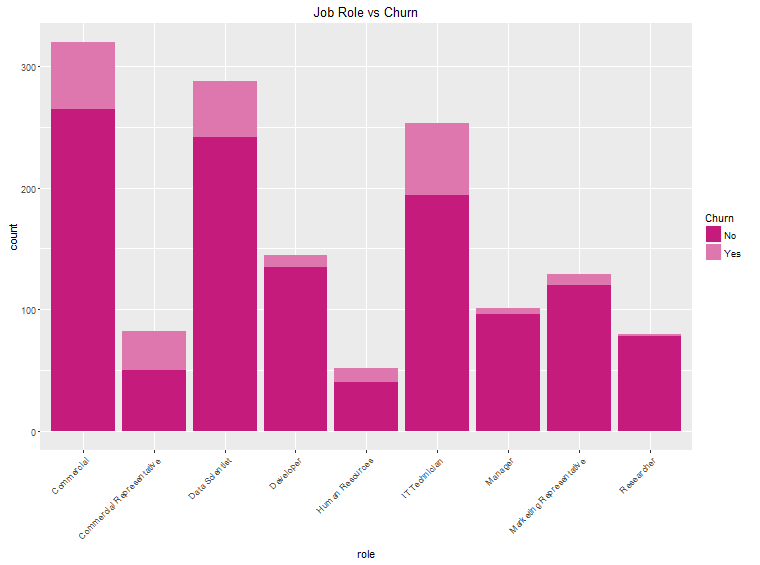 Job Role vs Churn
count
300
200
100
0
Commercial
Commercial Representative
Data Scientist
Developer
Human Resources
IT Technician
Manager
Marketing Representative
Researcher
role
Churn
No
Yes